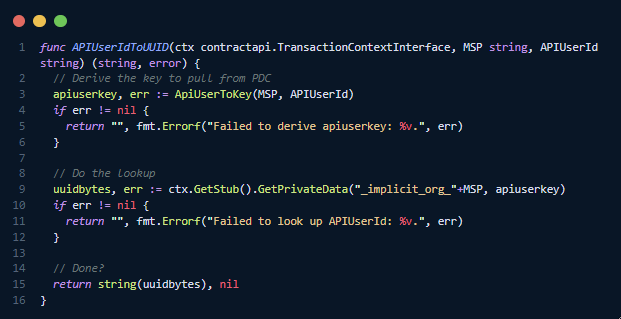 1 func APIUserIdToUUID(ctx contractapi.TransactionContextInterface, MSP string, APIUserId
string) (string, error) {
2 // Derive the key to pull from PDC
3 apiuserkey, err := ApiUserToKey(MSP, APIUserId)
4 if err != nil {
5 return "", fmt.Errorf("Failed to derive apiuserkey: %v.", err)
6 }
7
8 // Do the lookup
9 uuidbytes, err := ctx.GetStub().GetPrivateData("_implicit_org_"+MSP, apiuserkey)
10 if err != nil {
11 return "", fmt.Errorf("Failed to look up APIUserId: %v.", err)
12 }
13
14 // Done?
15 return string(uuidbytes), nil
16 }